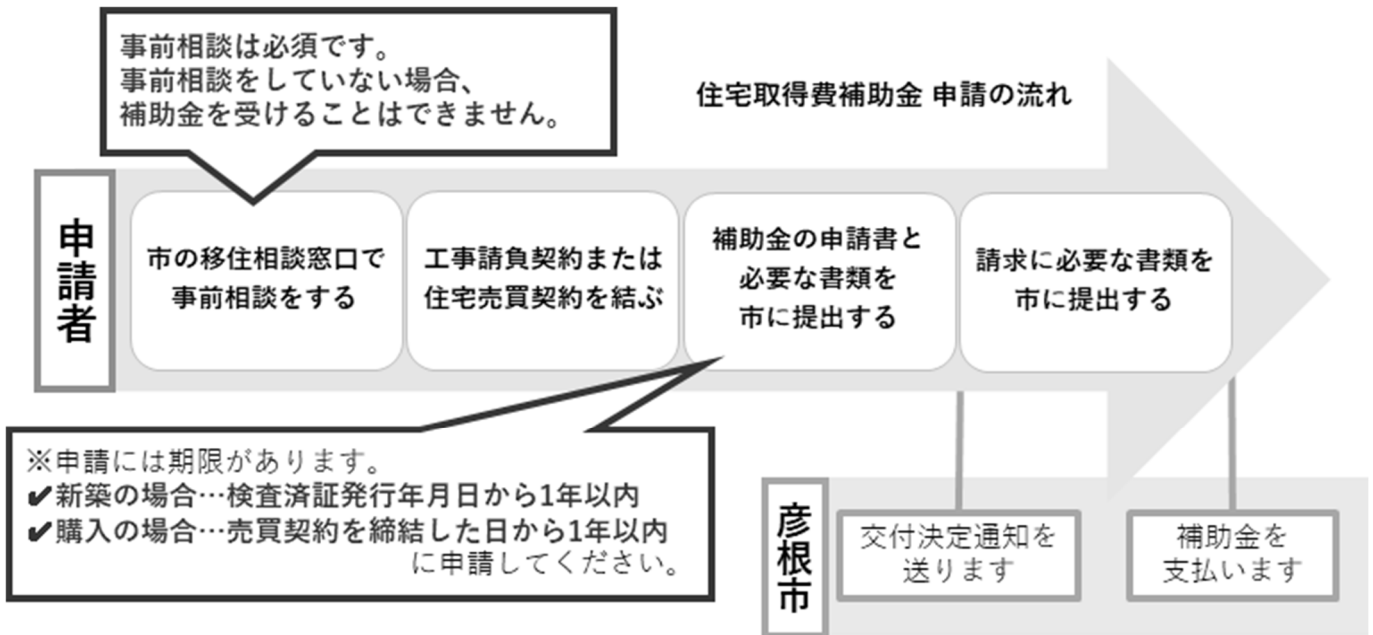 事前相談は必須です。
事前相談をしていない場合、
補助金を受けることはできません。
住宅取得費補助金 申請の流れ
申請者
市の移住相談窓口で
事前相談をする
工事請負契約または
住宅売買契約を結ぶ
補助金の申請書と
必要な書類を
市に提出する
請求に必要な書類を
市に提出する
※申請には期限があります。
✔新築の場合…検査済証発行年月日から1年以内
✔購入の場合…売買契約を締結した日から1年以内
に申請してください。
彦根市
交付決定通知を
送ります
補助金を
支払います